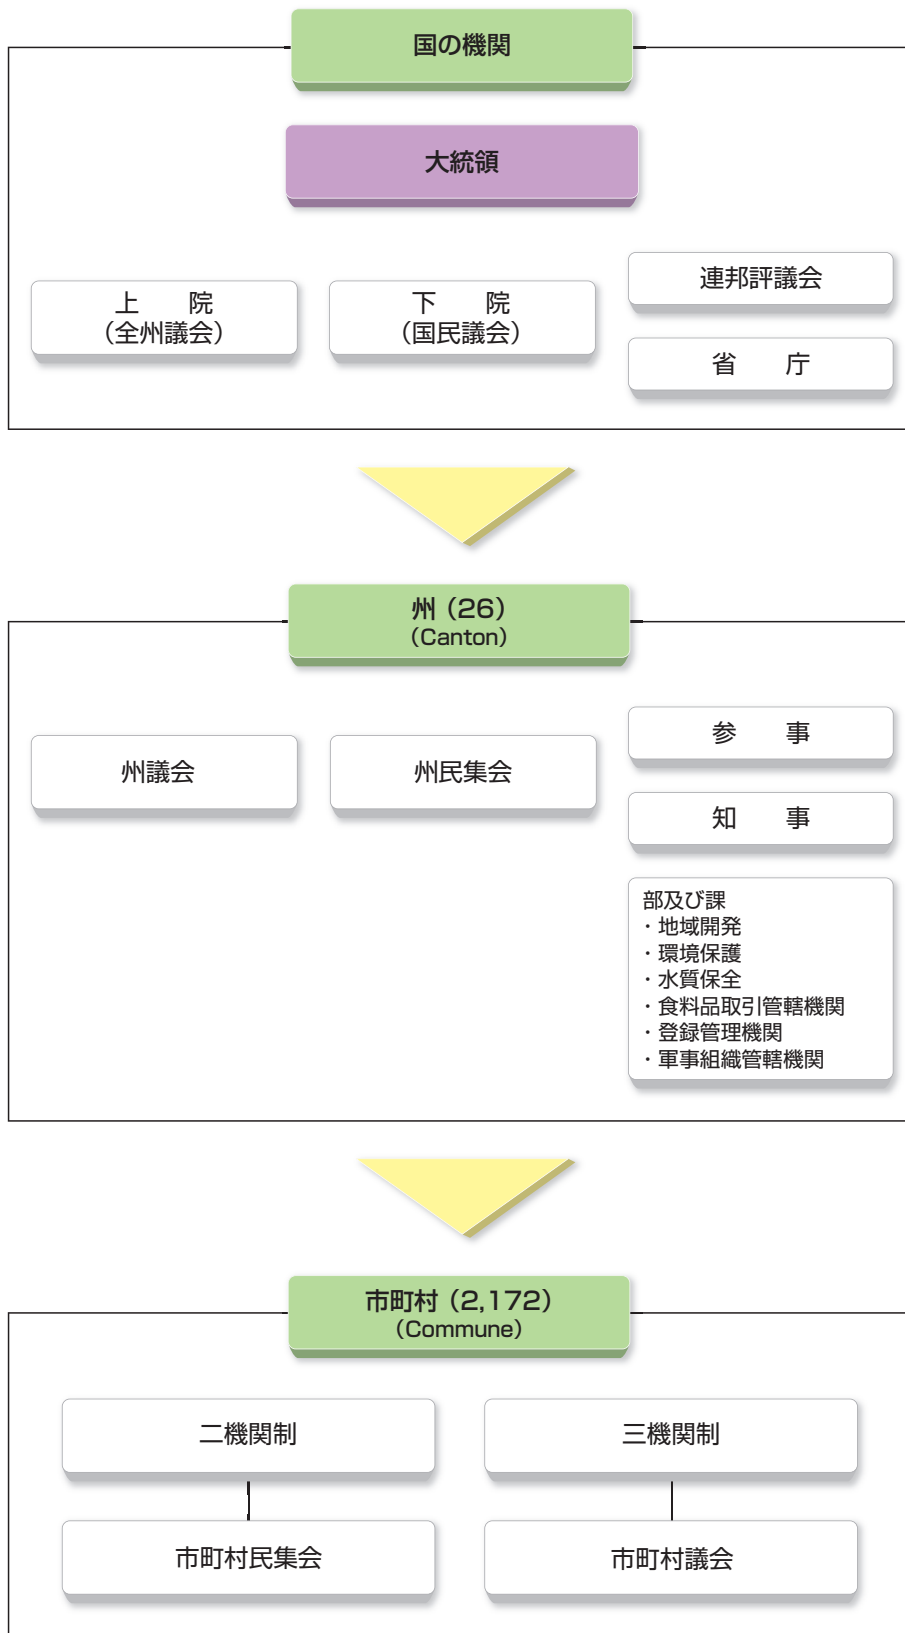 国の機関
大統領
上　　院
（全州議会）
下　　院
（国民議会）
連邦評議会
省　　庁
州（26）
（Canton）
州議会
州民集会
参　　事
知　　事
部及び課
・地域開発
・環境保護
・水質保全
・食料品取引管轄機関
・登録管理機関
・軍事組織管轄機関
市町村（2,172）
（Commune）
二機関制
三機関制
市町村民集会
市町村議会